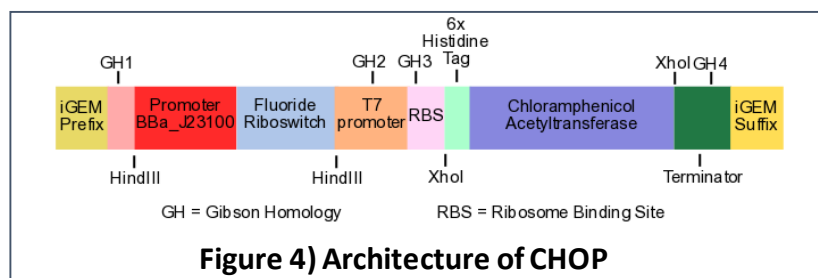 6x
Histidine
Tag
GH1
GH2
GH3
XhoI
GH4
iGEM
Prefix
Promoter
BBa_J23100
Fluoride
Riboswitch
T7
promoter
RBS
Chloramphenicol
Acetyltransferase
iGEM
Suffix
HindIII
HindIII
XhoI
Terminator
GH = Gibson Homology
RBS = Ribosome Binding Site
Figure 4) Architecture of CHOP